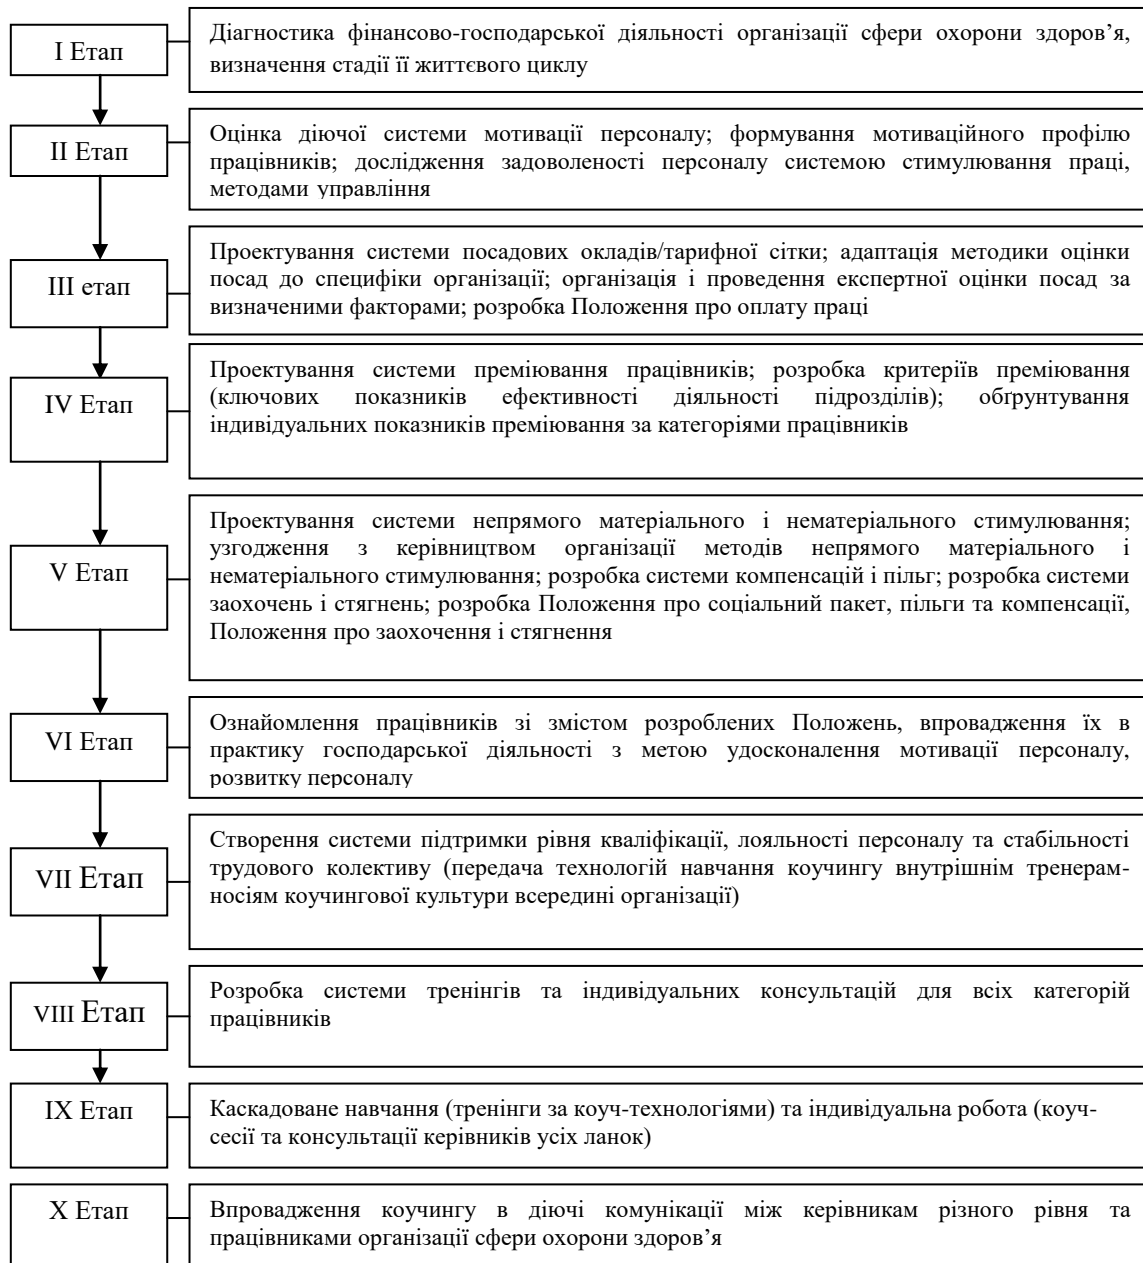 I Етап
Діагностика фінансово-господарської діяльності організації сфери охорони здоров’я,
визначення стадії її життєвого циклу
II Етап
Оцінка діючої системи мотивації персоналу; формування мотиваційного профілю
працівників; дослідження задоволеності персоналу системою стимулювання праці,
методами управління
III етап
Проектування системи посадових окладів/тарифної сітки; адаптація методики оцінки
посад до специфіки організації; організація і проведення експертної оцінки посад за
визначеними факторами; розробка Положення про оплату праці
IV Етап
Проектування системи преміювання працівників; розробка критеріїв преміювання
(ключових показників ефективності діяльності підрозділів); обґрунтування
індивідуальних показників преміювання за категоріями працівників
V Етап
Проектування системи непрямого матеріального і нематеріального стимулювання;
узгодження з керівництвом організації методів непрямого матеріального і
нематеріального стимулювання; розробка системи компенсацій і пільг; розробка системи
заохочень і стягнень; розробка Положення про соціальний пакет, пільги та компенсації,
Положення про заохочення і стягнення
VI Етап
Ознайомлення працівників зі змістом розроблених Положень, впровадження їх в
практику господарської діяльності з метою удосконалення мотивації персоналу,
розвитку персоналу
VII Етап
Створення системи підтримки рівня кваліфікації, лояльності персоналу та стабільності
трудового колективу (передача технологій навчання коучингу внутрішнім тренерам-
носіям коучингової культури всередині організації)
VIII Етап
Розробка системи тренінгів та індивідуальних консультацій для всіх категорій
працівників
IX Етап
Каскадоване навчання (тренінги за коуч-технологіями) та індивідуальна робота (коуч-
сесії та консультації керівників усіх ланок)
X Етап
Впровадження коучингу в діючі комунікації між керівникам різного рівня та
працівниками організації сфери охорони здоров’я